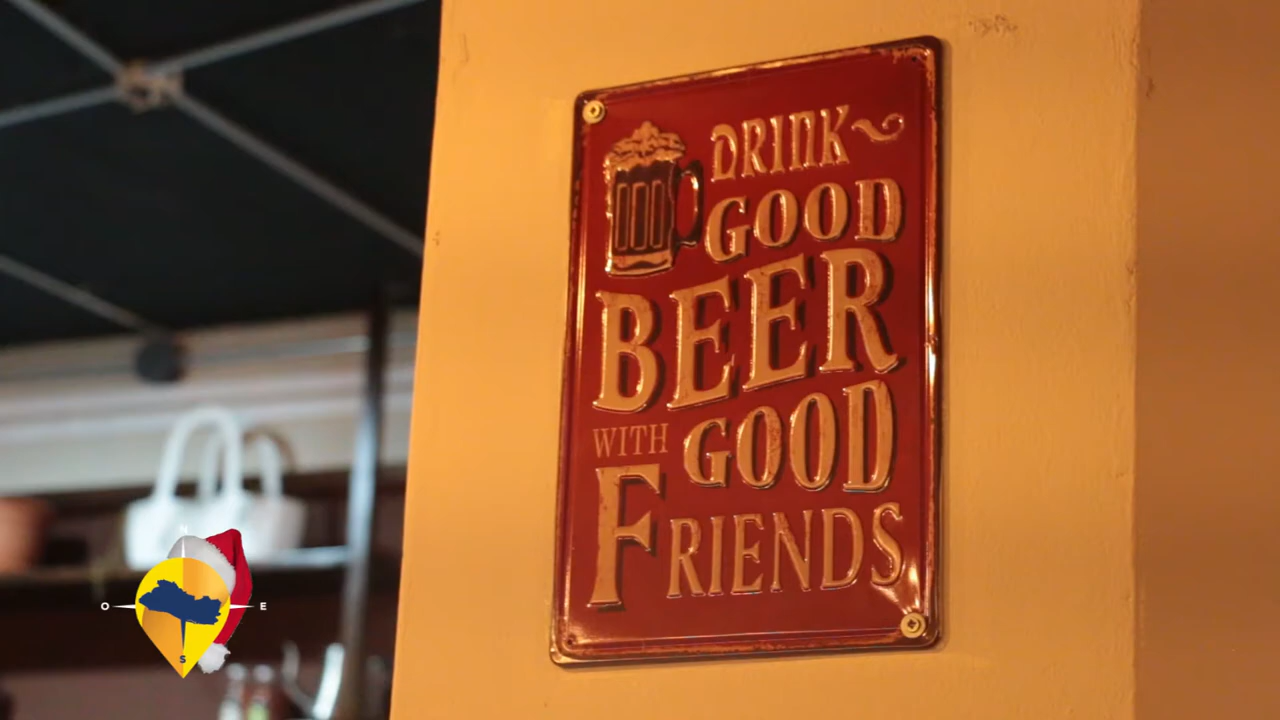 DRINK
GOOD
BEER
WITH GOOD
FRIENDS
N
O E
S